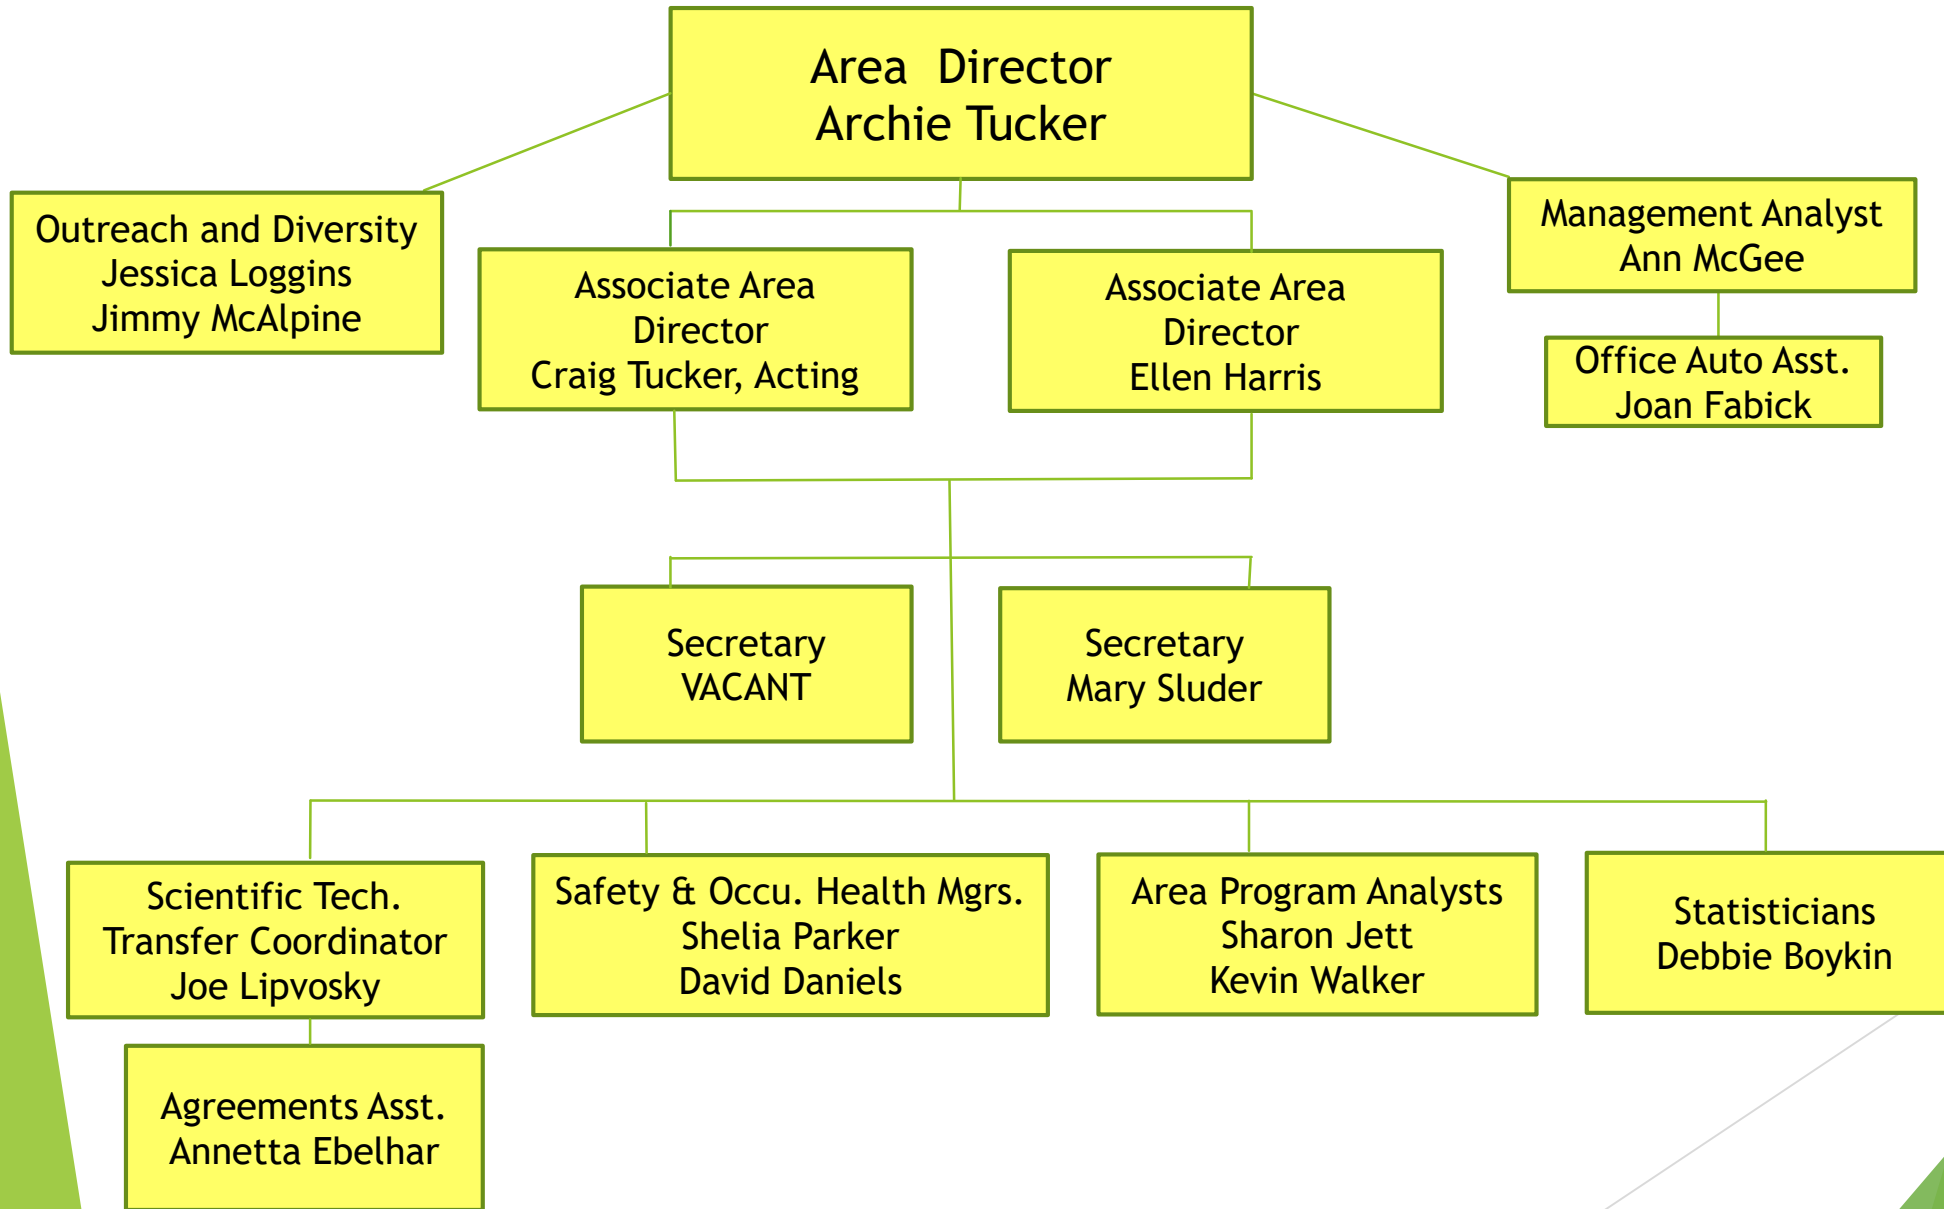 Area Director
Archie Tucker
Outreach and Diversity
Jessica Loggins
Jimmy McAlpine
Associate Area
Director
Craig Tucker, Acting
Associate Area
Director
Ellen Harris
Management Analyst
Ann McGee
Office Auto Asst.
Joan Fabick
Secretary
VACANT
Secretary
Mary Sluder
Scientific Tech.
Transfer Coordinator
Joe Lipvosky
Safety & Occu. Health Mgrs.
Shelia Parker
David Daniels
Area Program Analysts
Sharon Jett
Kevin Walker
Statisticians
Debbie Boykin
Agreements Asst.
Annetta Ebelhar